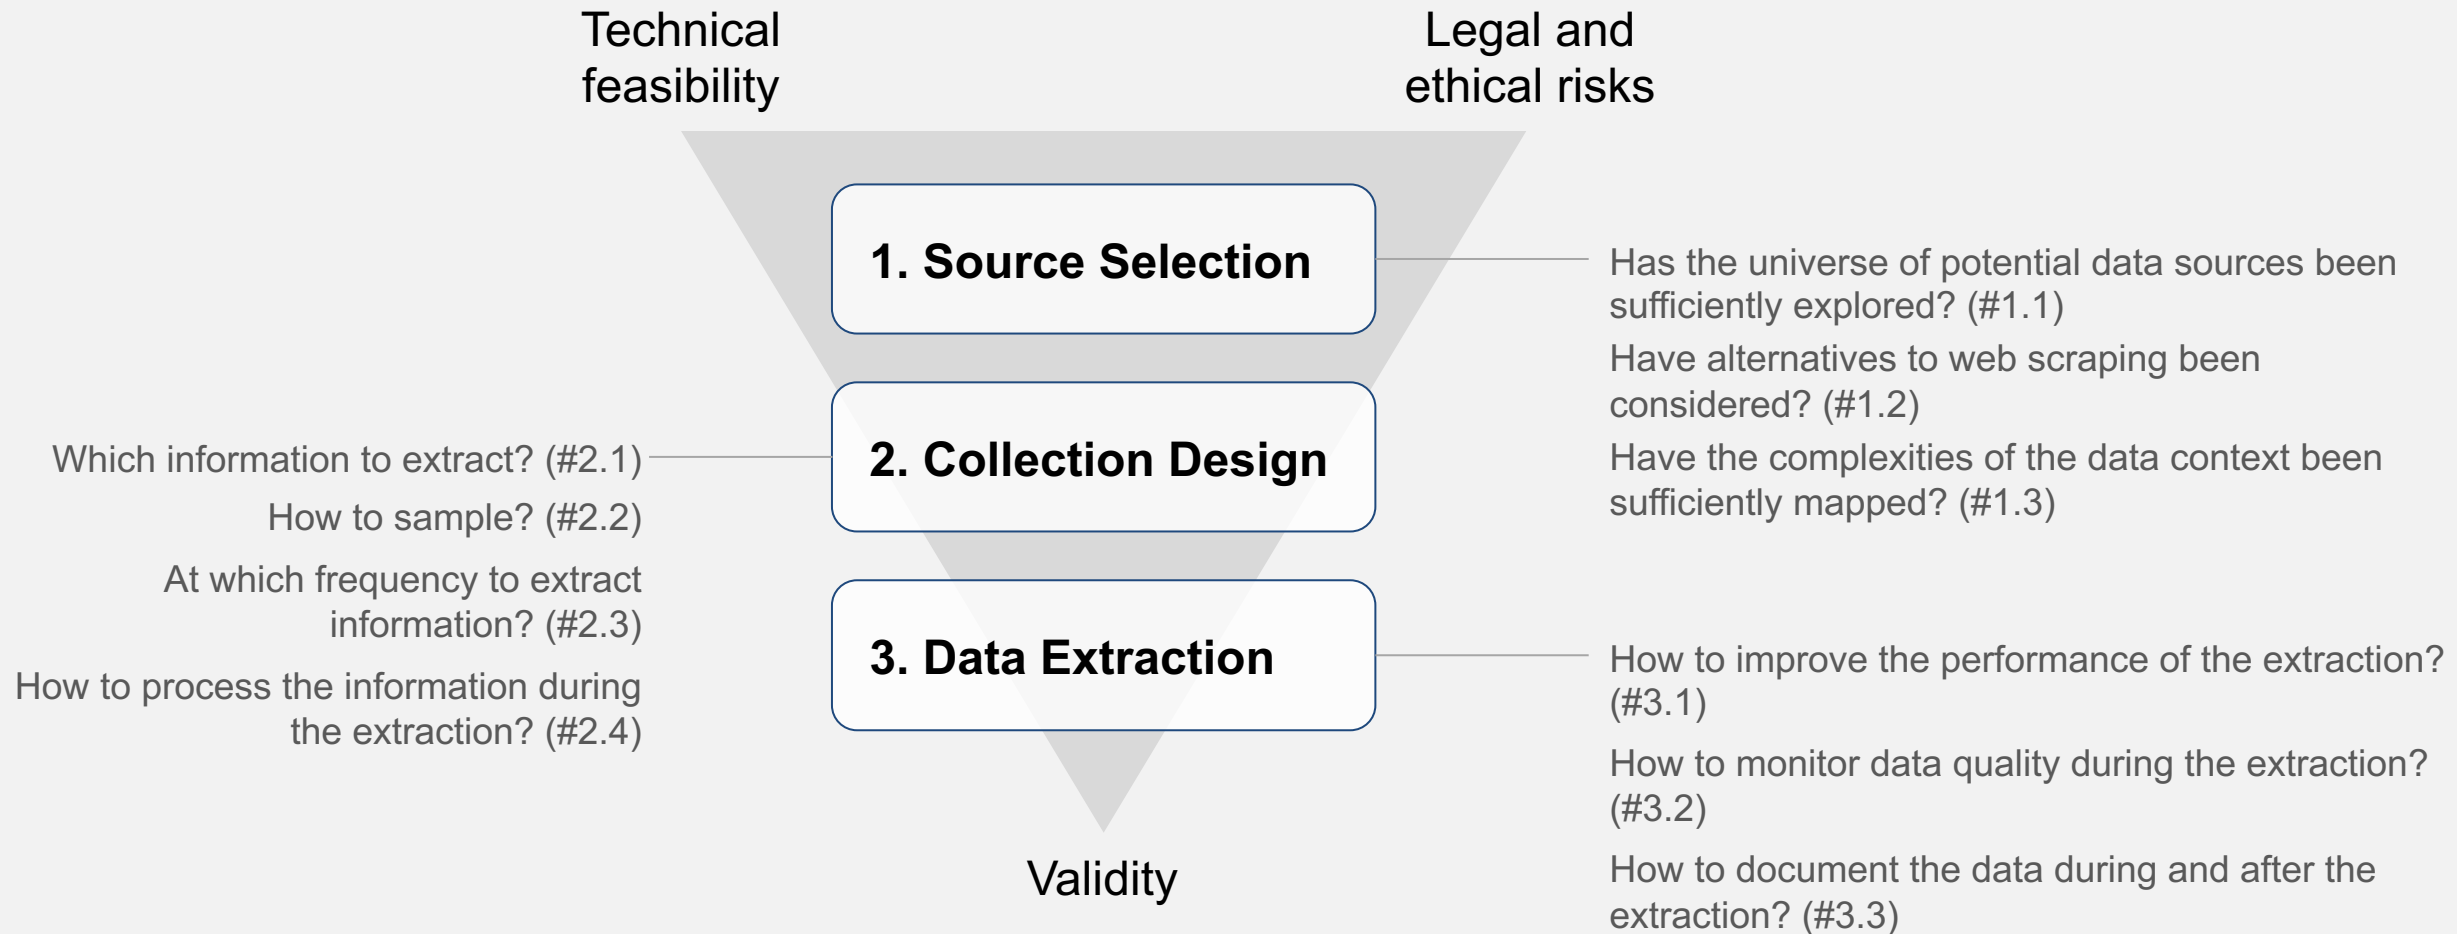 Technical
feasibility
Legal and
ethical risks
1. Source Selection
Has the universe of potential data sources been
sufficiently explored? (#1.1)
Have alternatives to web scraping been
considered? (#1.2)
Have the complexities of the data context been
sufficiently mapped? (#1.3)
2. Collection Design
Which information to extract? (#2.1)
How to sample? (#2.2)
At which frequency to extract
information? (#2.3)
How to process the information during
the extraction? (#2.4)
3. Data Extraction
How to improve the performance of the extraction?
(#3.1)
How to monitor data quality during the extraction?
(#3.2)
How to document the data during and after the
extraction? (#3.3)
Validity